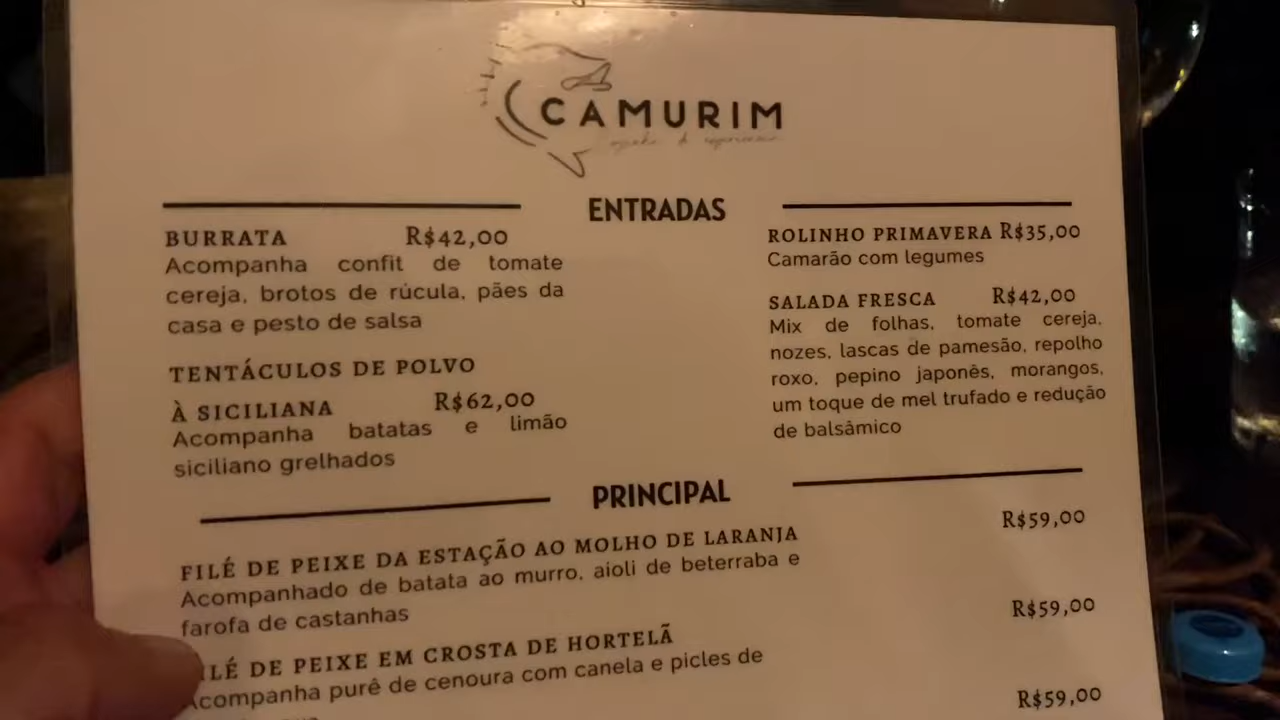 CAMURIM
ENTRADAS
BURRATA R$42,00
Acompanha confit de tomate
cereja, brotos de rúcula, pães da
casa e pesto de salsa
TENTÁCULOS DE POLVO
À SICILIANA R$62,00
Acompanha batatas e limão
siciliano grelhados
ROLINHO PRIMAVERA R$35,00
Camarão com legumes
SALADA FRESCA R$42,00
Mix de folhas, tomate cereja,
nozes, lascas de pamesão, repolho
roxo, pepino japonês, morangos,
um toque de mel trufado e redução
de balsâmico
PRINCIPAL
FILÉ DE PEIXE DA ESTAÇÃO AO MOLHO DE LARANJA R$59,00
Acompanhado de batata ao murro, aioli de beterraba e
farofa de castanhas
FILÉ DE PEIXE EM CROSTA DE HORTELÃ R$59,00
Acompanha purê de cenoura com canela e picles de
R$59,00